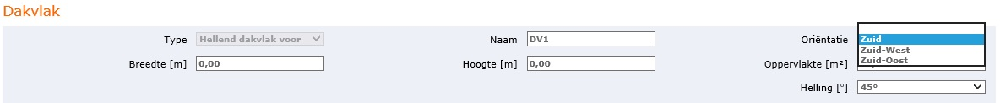 Dakvlak
Type Hellend dakvlak voor Naam DV1 Oriëntatie
Zuid
Zuid-West
Zuid-Oost
Breedte [m] 0,00 Hoogte [m] 0,00 Oppervlakte [m²]
Helling [°] 45°